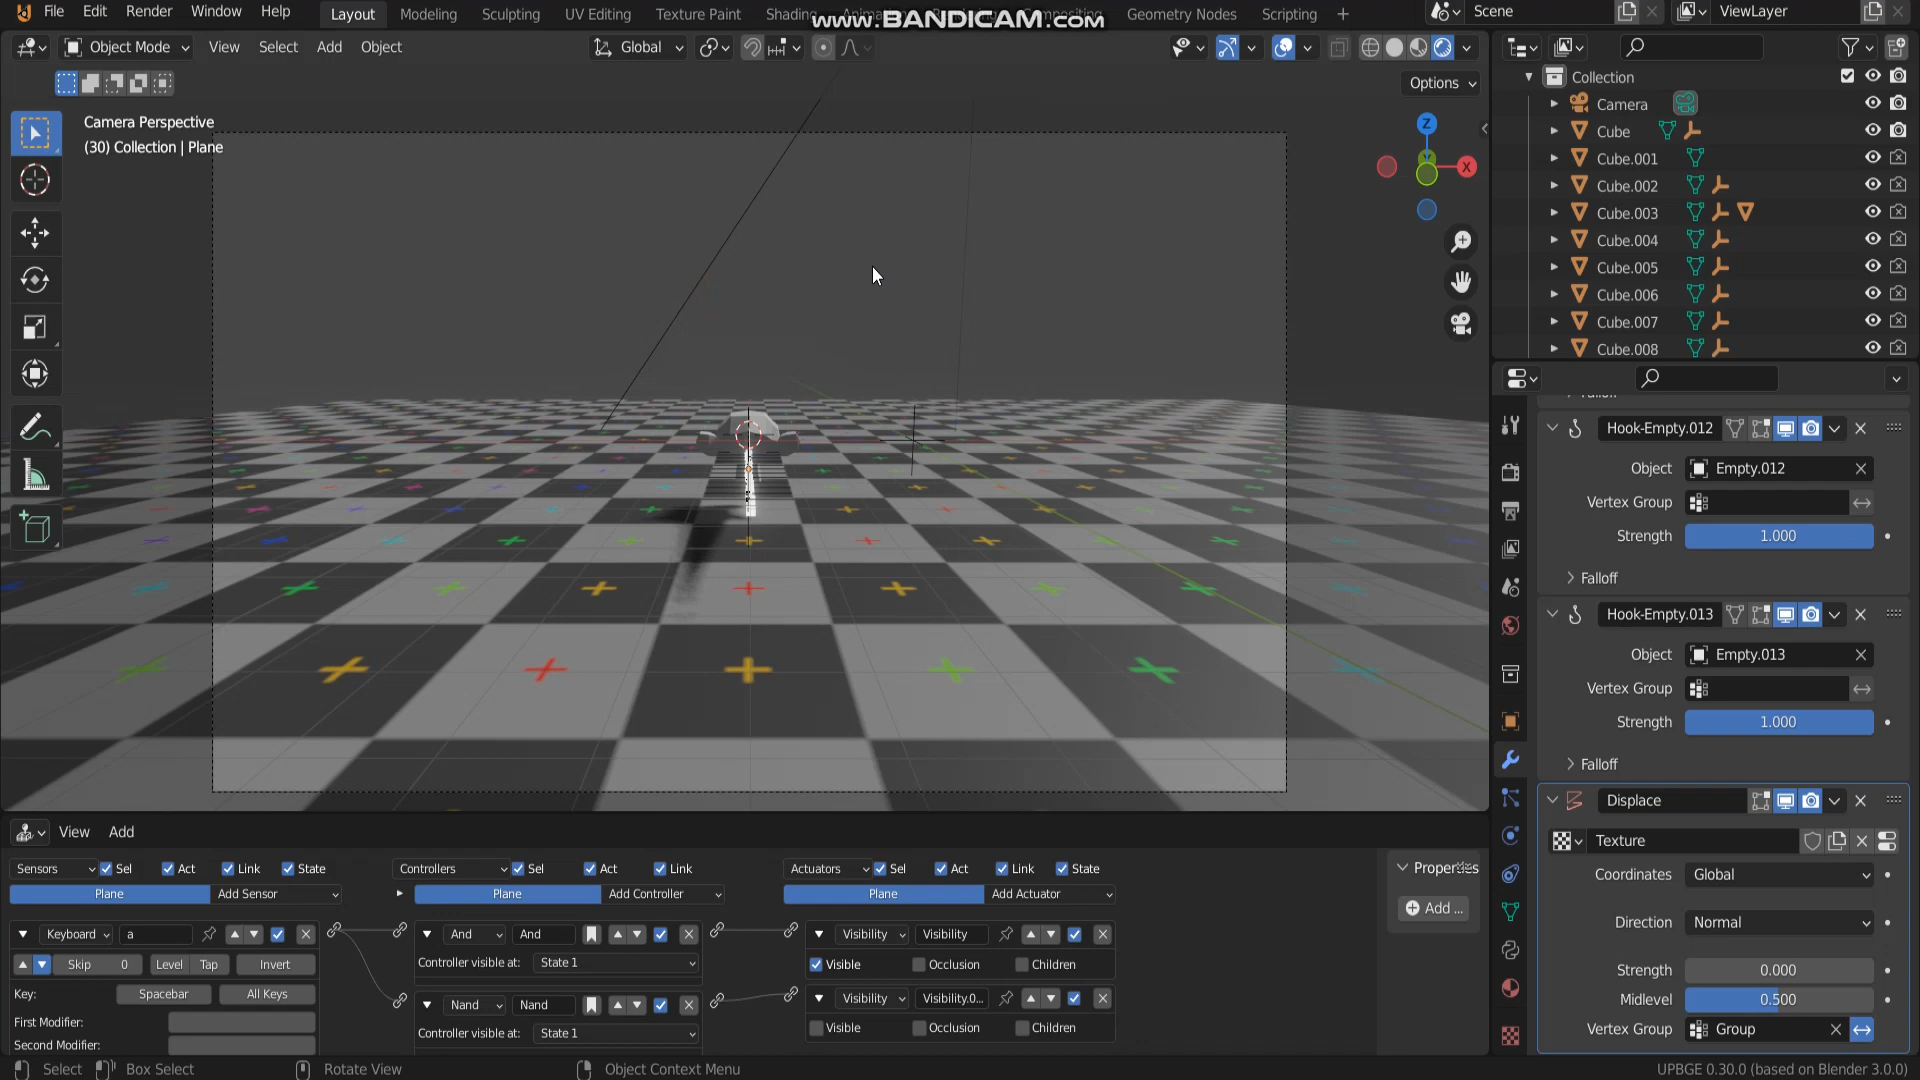 File Edit Render Window Help Layout Modeling Sculpting UV Editing Texture Paint Shading Geometry Nodes Scripting + Scene ViewLayer
www.BANDICAM.com
Object Mode View Select Add Object Global
Options
Camera Perspective
(30) Collection | Plane
Z
X
Collection
Camera
Cube
Cube.001
Cube.002
Cube.003
Cube.004
Cube.005
Cube.006
Cube.007
Cube.008
Hook-Empty.012
Object Empty.012
Vertex Group
Strength 1.000
Falloff
Hook-Empty.013
Object Empty.013
Vertex Group
Strength 1.000
Falloff
Displace
Texture
Coordinates Global
Direction Normal
Strength 0.000
Midlevel 0.500
Vertex Group Group
View Add
Sensors Sel Act Link State Controllers Sel Act Link Actuators Sel Act Link State
Plane Add Sensor Plane Add Controller Plane Add Actuator
Properties
Add ...
Keyboard a And And Visibility Visibility
Skip 0 Level Tap Invert Controller visible at: State 1 Visible Occlusion Children
Key: Spacebar All Keys Nand Nand Visibility Visibility.0...
First Modifier: Controller visible at: State 1 Visible Occlusion Children
Second Modifier:
Select Box Select Rotate View Object Context Menu UPBGE 0.30.0 (based on Blender 3.0.0)